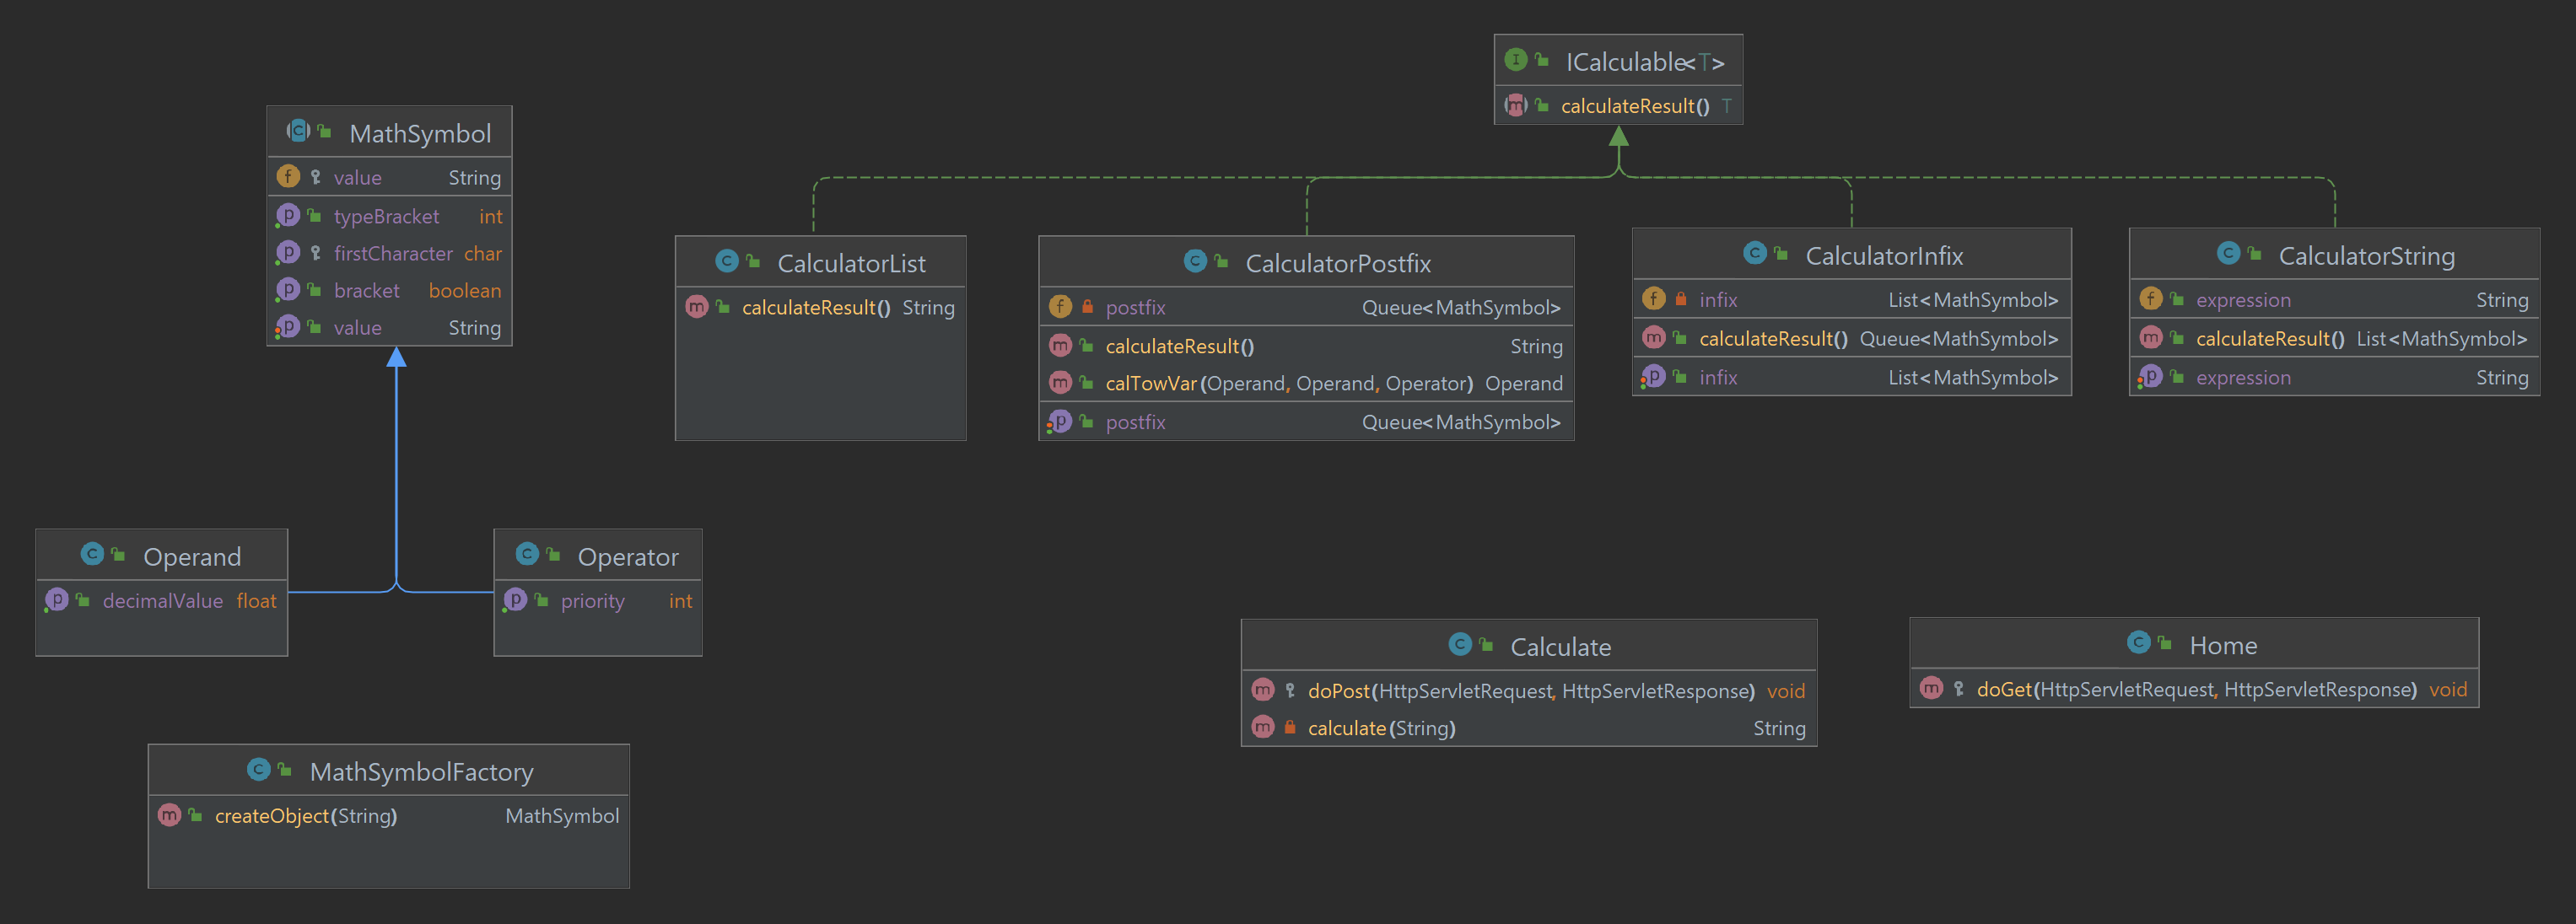 MathSymbol
value String
typeBracket int
firstCharacter char
bracket boolean
value String
ICalculable<T>
calculateResult() T
CalculatorList
calculateResult() String
CalculatorPostfix
postfix Queue<MathSymbol>
calculateResult() String
calTowVar(Operand, Operand, Operator) Operand
postfix Queue<MathSymbol>
CalculatorInfix
infix List<MathSymbol>
calculateResult() Queue<MathSymbol>
infix List<MathSymbol>
CalculatorString
expression String
calculateResult() List<MathSymbol>
expression String
Operand
decimalValue float
Operator
priority int
Calculate
doPost(HttpServletRequest, HttpServletResponse) void
calculate(String) String
Home
doGet(HttpServletRequest, HttpServletResponse) void
MathSymbolFactory
createObject(String) MathSymbol